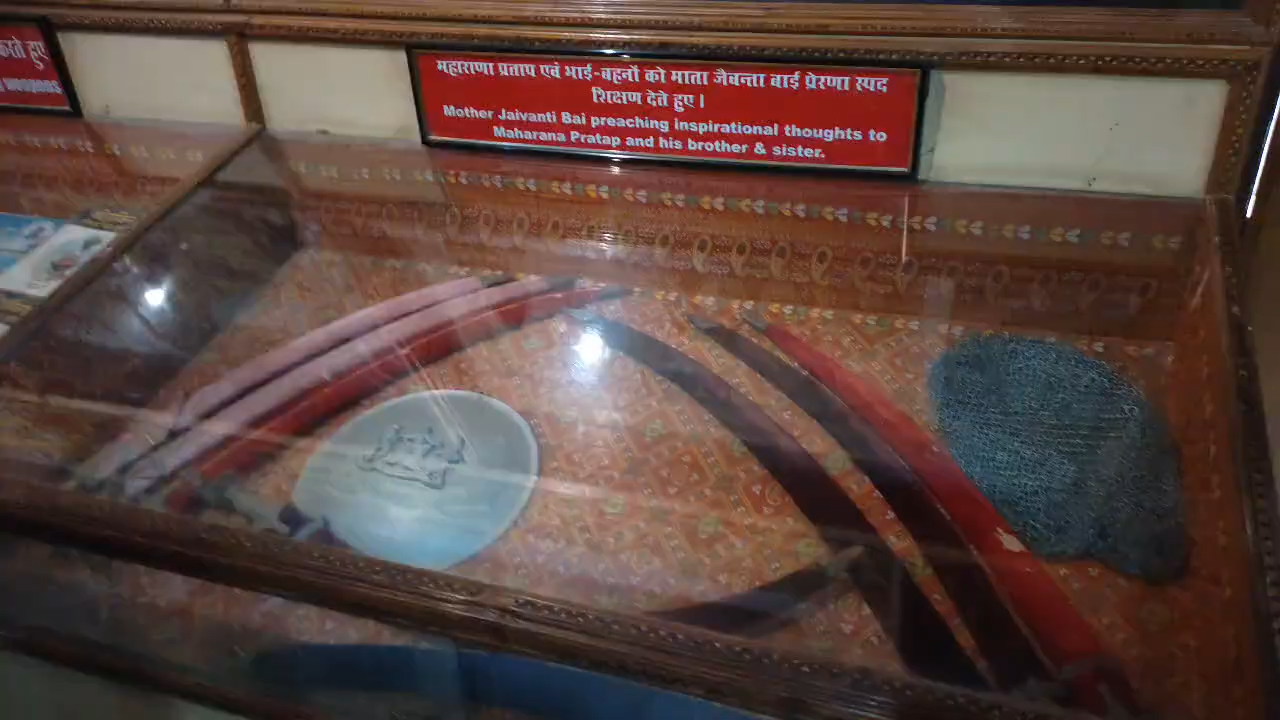 करते हुए
महाराणा प्रताप एवं भाई-बहनों को माता जैवन्ता बाई प्रेरणा स्पद
शिक्षण देते हुए।
Mother Jaivanti Bai preaching inspirational thoughts to
Maharana Pratap and his brother & sister.